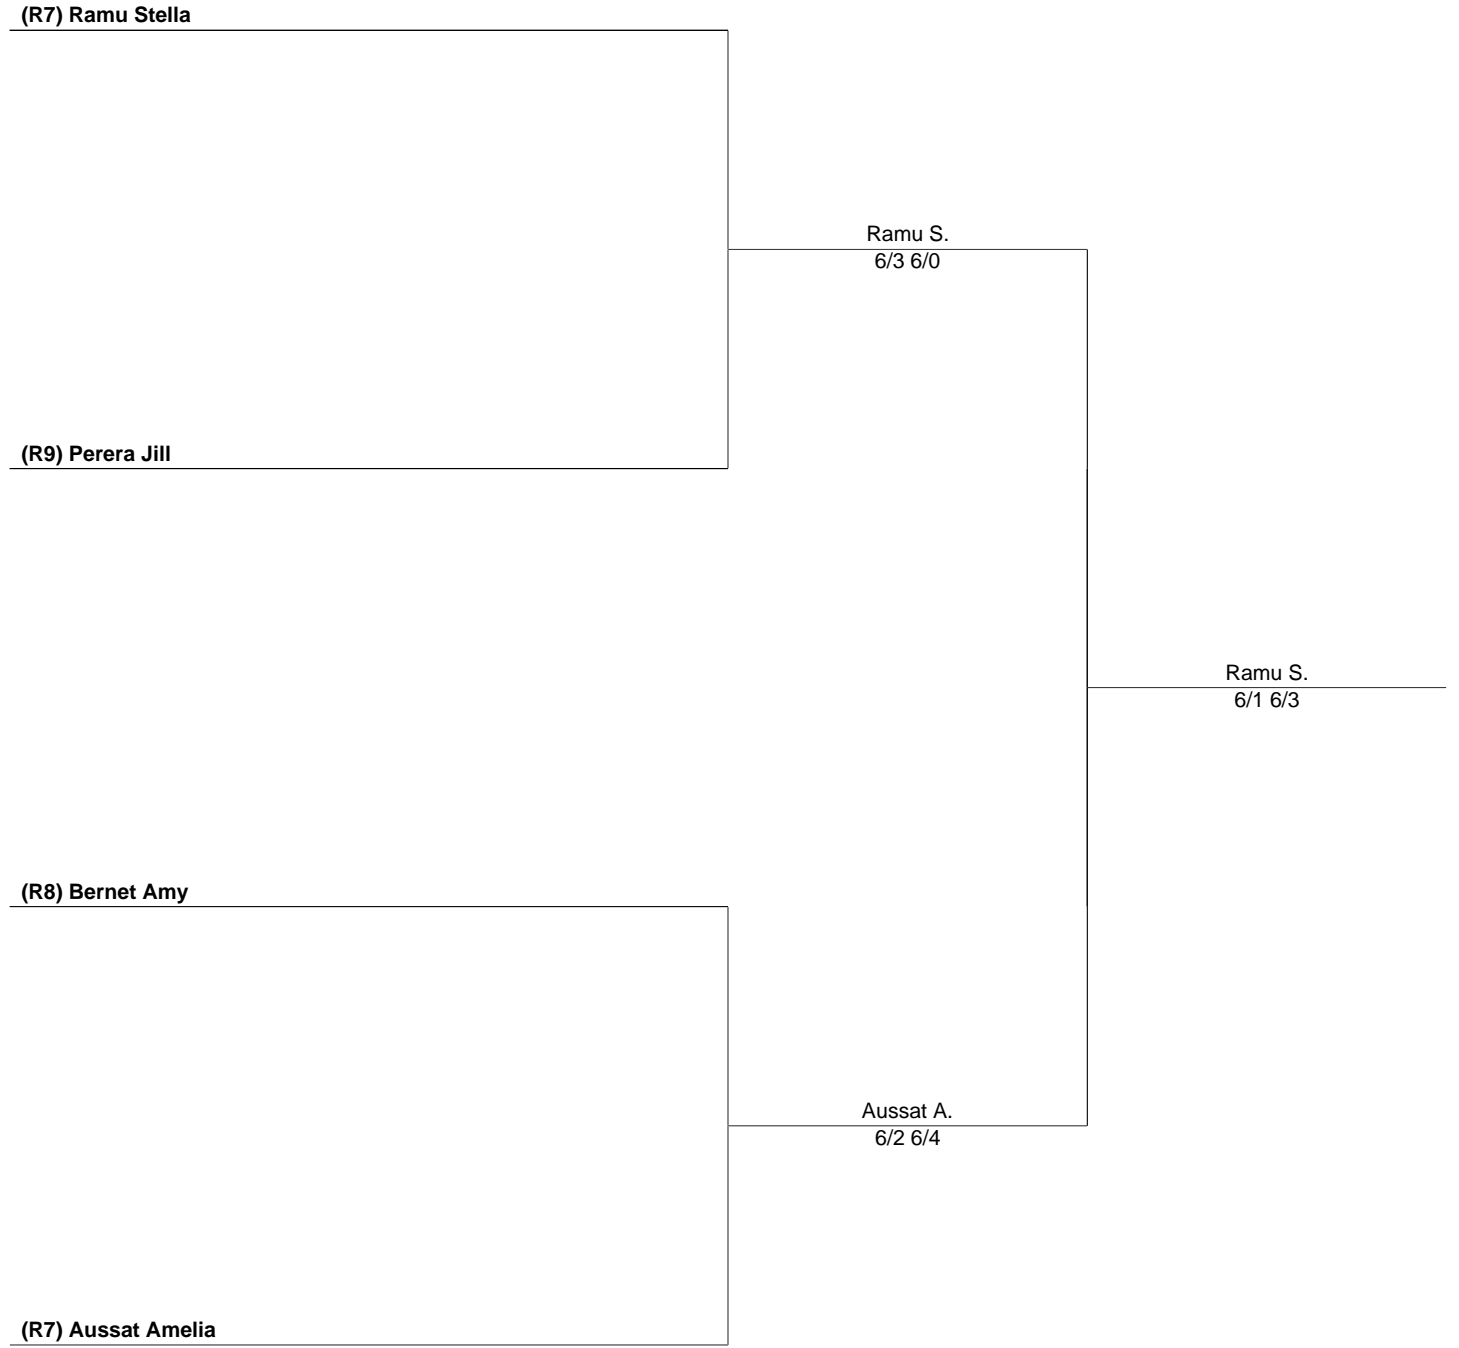 (R7) Ramu Stella
Ramu S.
6/3 6/0
(R9) Perera Jill
Ramu S.
6/1 6/3
(R8) Bernet Amy
Aussat A.
6/2 6/4
(R7) Aussat Amelia